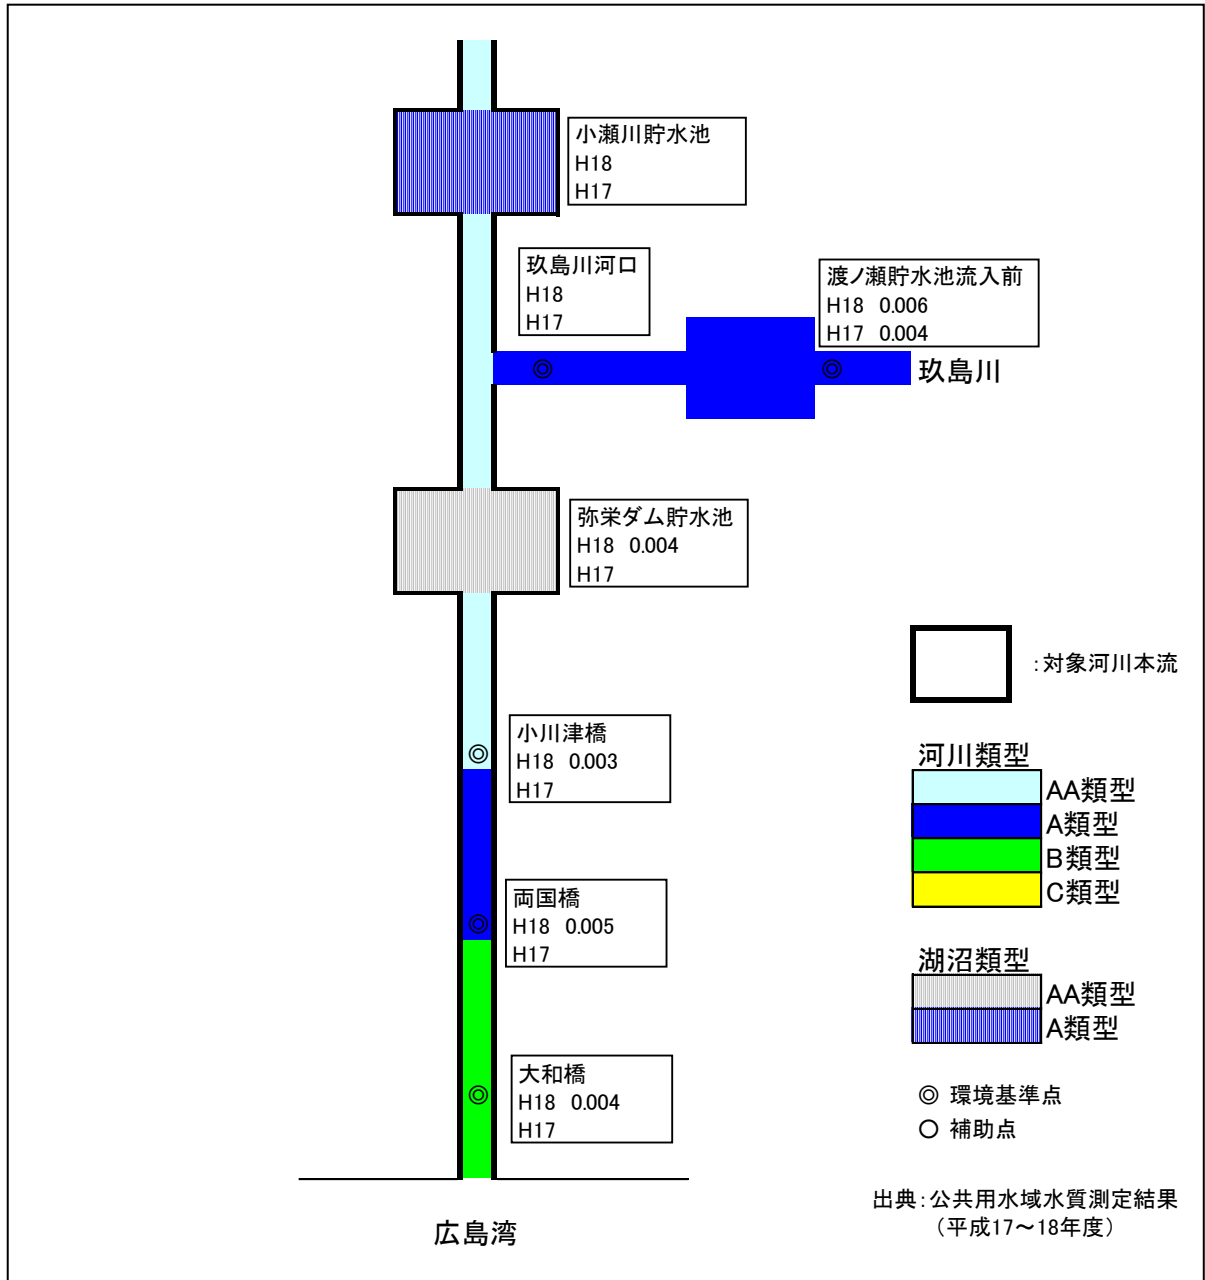 小瀬川貯水池
H18
H17
玖島川河口
H18
H17
渡ノ瀬貯水池流入前
H18 0.006
H17 0.004
玖島川
弥栄ダム貯水池
H18 0.004
H17
:対象河川本流
小川津橋
H18 0.003
H17
河川類型
AA類型
A類型
B類型
C類型
両国橋
H18 0.005
H17
湖沼類型
AA類型
A類型
大和橋
H18 0.004
H17
◎ 環境基準点
○ 補助点
出典:公共用水域水質測定結果
(平成17~18年度)
広島湾